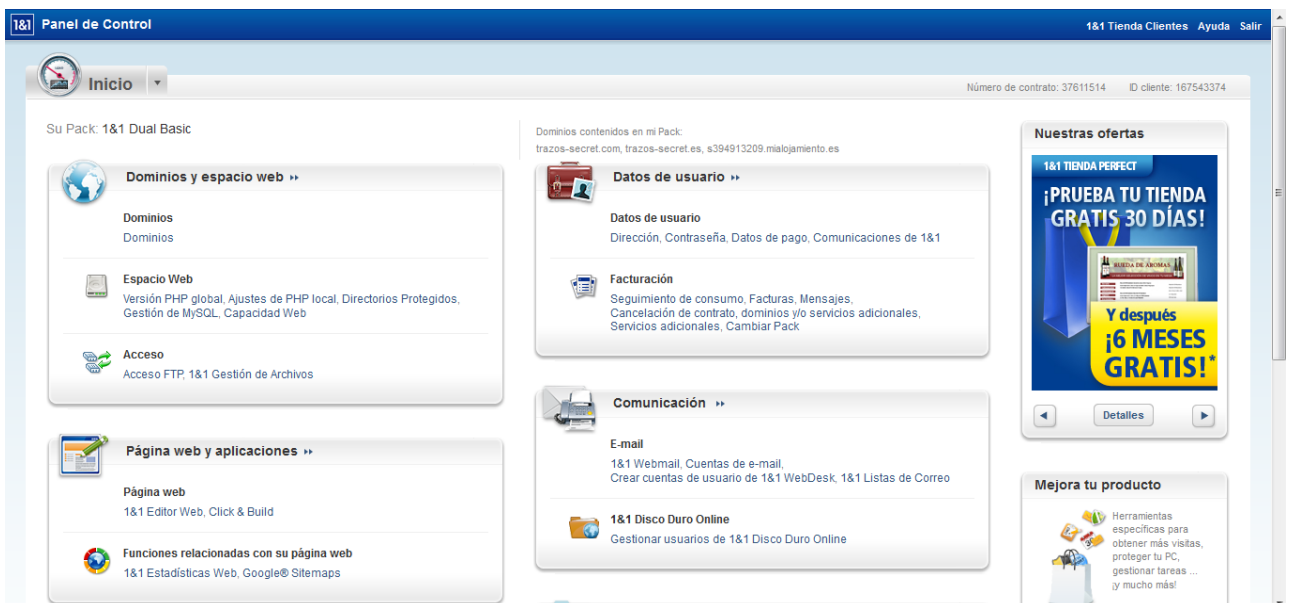 1&1 Panel de Control
1&1 Tienda Clientes Ayuda Salir
Inicio
Número de contrato: 37611514 ID cliente: 167543374
Su Pack: 1&1 Dual Basic
Dominios contenidos en mi Pack:
trazos-secret.com, trazos-secret.es, s394913209.mialojamiento.es
Dominios y espacio web
Dominios
Dominios
Espacio Web
Versión PHP global, Ajustes de PHP local, Directorios Protegidos,
Gestión de MySQL, Capacidad Web
Acceso
Acceso FTP, 1&1 Gestión de Archivos
Página web y aplicaciones
Página web
1&1 Editor Web, Click & Build
Funciones relacionadas con su página web
1&1 Estadísticas Web, Google® Sitemaps
Datos de usuario
Datos de usuario
Dirección, Contraseña, Datos de pago, Comunicaciones de 1&1
Facturación
Seguimiento de consumo, Facturas, Mensajes,
Cancelación de contrato, dominios y/o servicios adicionales,
Servicios adicionales, Cambiar Pack
Comunicación
E-mail
1&1 Webmail, Cuentas de e-mail,
Crear cuentas de usuario de 1&1 WebDesk, 1&1 Listas de Correo
1&1 Disco Duro Online
Gestionar usuarios de 1&1 Disco Duro Online
Nuestras ofertas
1&1 TIENDA PERFECT
¡PRUEBA TU TIENDA
GRATIS 30 DÍAS!
RUEDA DE AROMAS
Y después
¡6 MESES
GRATIS!*
Detalles
Mejora tu producto
Herramientas
específicas para
obtener más visitas,
proteger tu PC,
gestionar tareas ...
¡y mucho más!